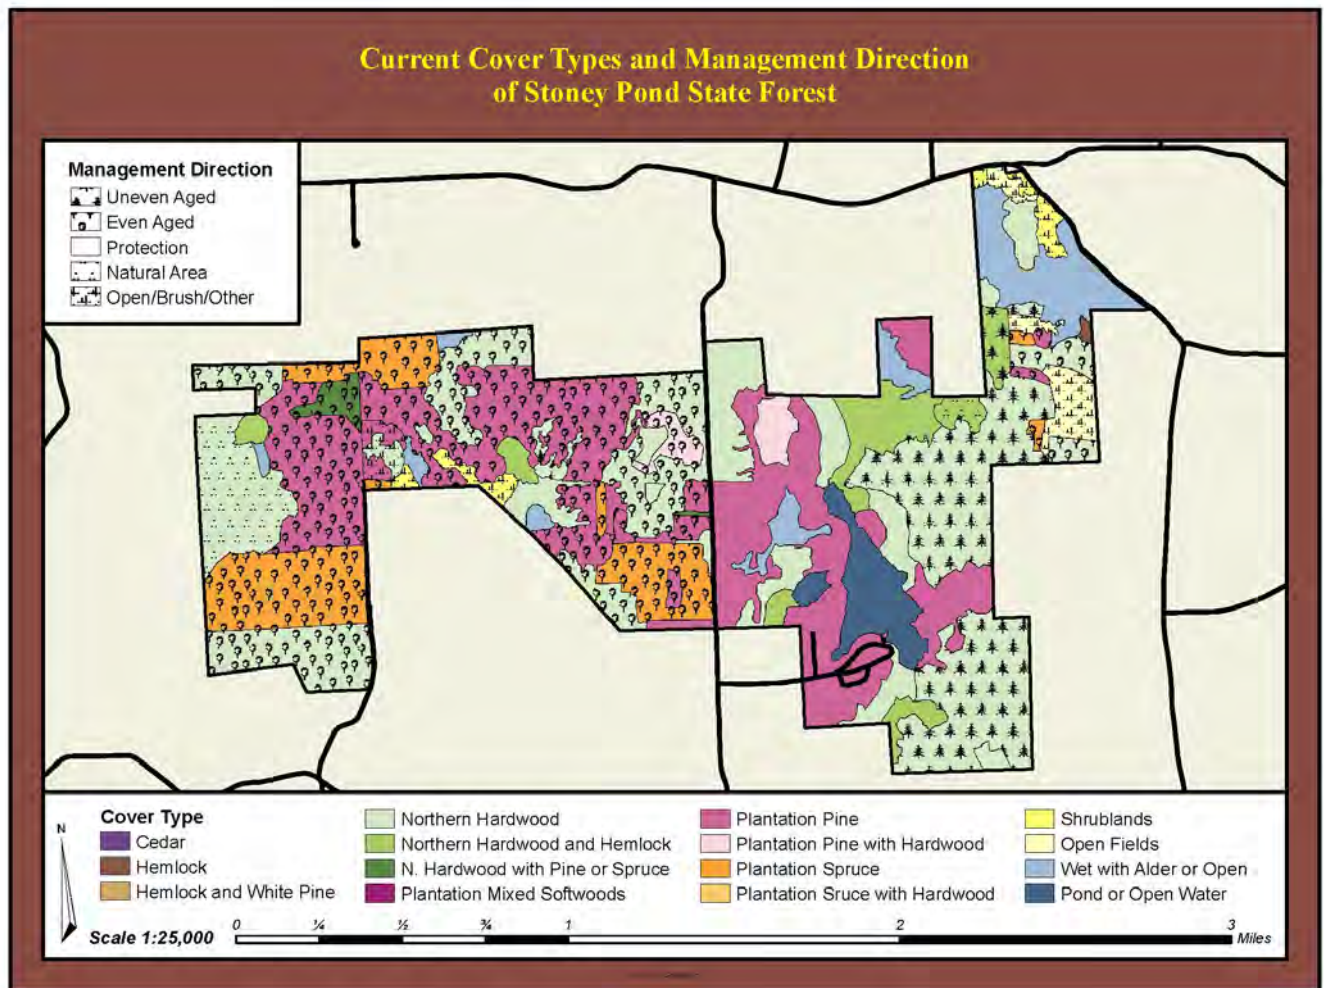 Current Cover Types and Management Direction
of Stoney Pond State Forest
Management Direction
Uneven Aged
Even Aged
Protection
Natural Area
Open/Brush/Other
Cover Type
Cedar
Hemlock
Hemlock and White Pine
Northern Hardwood
Northern Hardwood and Hemlock
N. Hardwood with Pine or Spruce
Plantation Mixed Softwoods
Plantation Pine
Plantation Pine with Hardwood
Plantation Spruce
Plantation Sruce with Hardwood
Shrublands
Open Fields
Wet with Alder or Open
Pond or Open Water
N
Scale 1:25,000
0 ¼ ½ ¾ 1 2 3
Miles